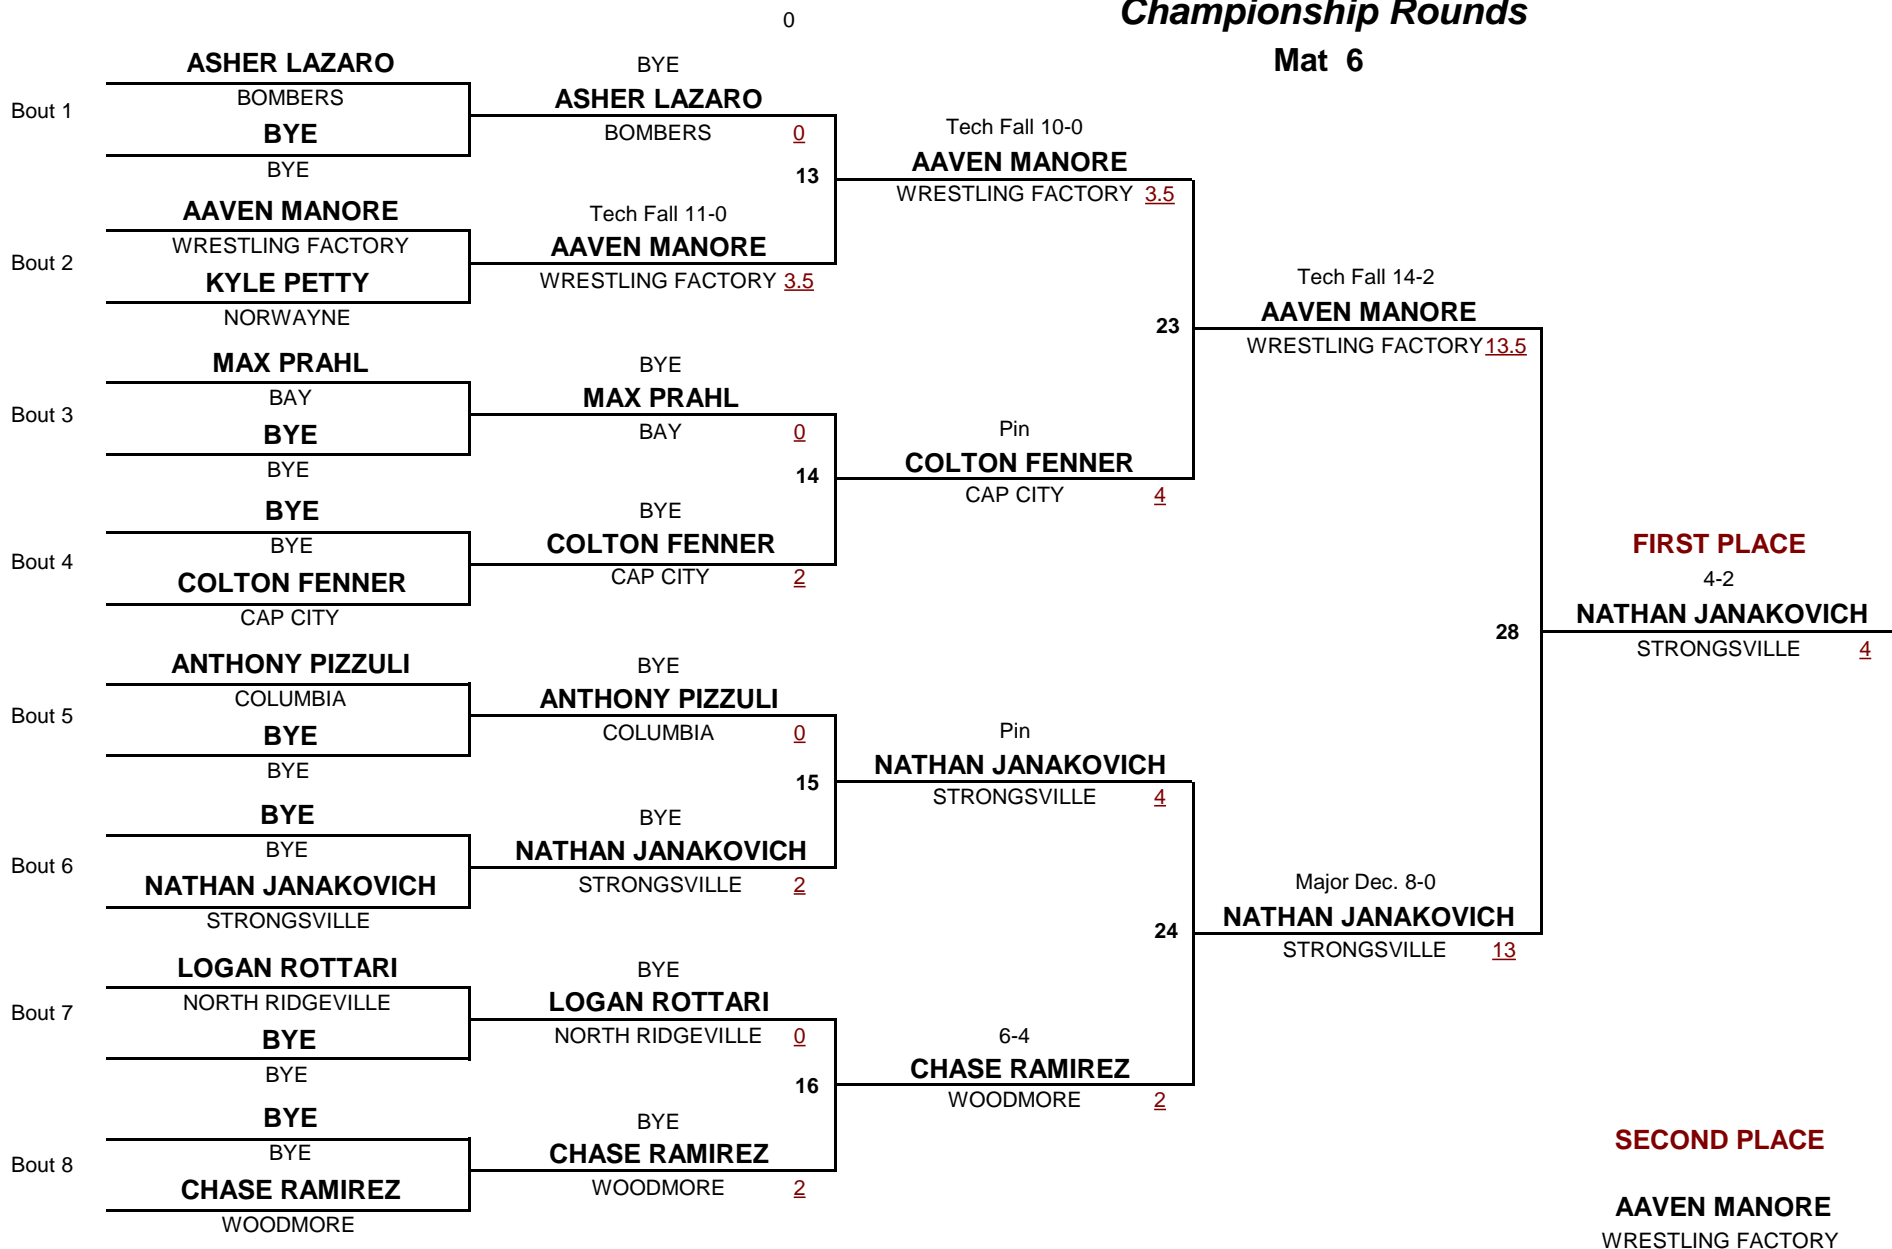 0
Championship Rounds
Mat 6
ASHER LAZARO
BOMBERS
Bout 1
BYE
BYE
AAVEN MANORE
WRESTLING FACTORY
Bout 2
KYLE PETTY
NORWAYNE
MAX PRAHL
BAY
Bout 3
BYE
BYE
BYE
BYE
Bout 4
COLTON FENNER
CAP CITY
ANTHONY PIZZULI
COLUMBIA
Bout 5
BYE
BYE
BYE
BYE
Bout 6
NATHAN JANAKOVICH
STRONGSVILLE
LOGAN ROTTARI
NORTH RIDGEVILLE
Bout 7
BYE
BYE
BYE
BYE
Bout 8
CHASE RAMIREZ
WOODMORE
BYE
ASHER LAZARO
BOMBERS 0
13
Tech Fall 11-0
AAVEN MANORE
WRESTLING FACTORY 3.5
BYE
MAX PRAHL
BAY 0
14
BYE
COLTON FENNER
CAP CITY 2
BYE
ANTHONY PIZZULI
COLUMBIA 0
15
BYE
NATHAN JANAKOVICH
STRONGSVILLE 2
BYE
LOGAN ROTTARI
NORTH RIDGEVILLE 0
16
BYE
CHASE RAMIREZ
WOODMORE 2
Tech Fall 10-0
AAVEN MANORE
WRESTLING FACTORY 3.5
23
Pin
COLTON FENNER
CAP CITY 4
Pin
NATHAN JANAKOVICH
STRONGSVILLE 4
24
6-4
CHASE RAMIREZ
WOODMORE 2
Tech Fall 14-2
AAVEN MANORE
WRESTLING FACTORY 13.5
28
Major Dec. 8-0
NATHAN JANAKOVICH
STRONGSVILLE 13
FIRST PLACE
4-2
NATHAN JANAKOVICH
STRONGSVILLE 4
SECOND PLACE
AAVEN MANORE
WRESTLING FACTORY